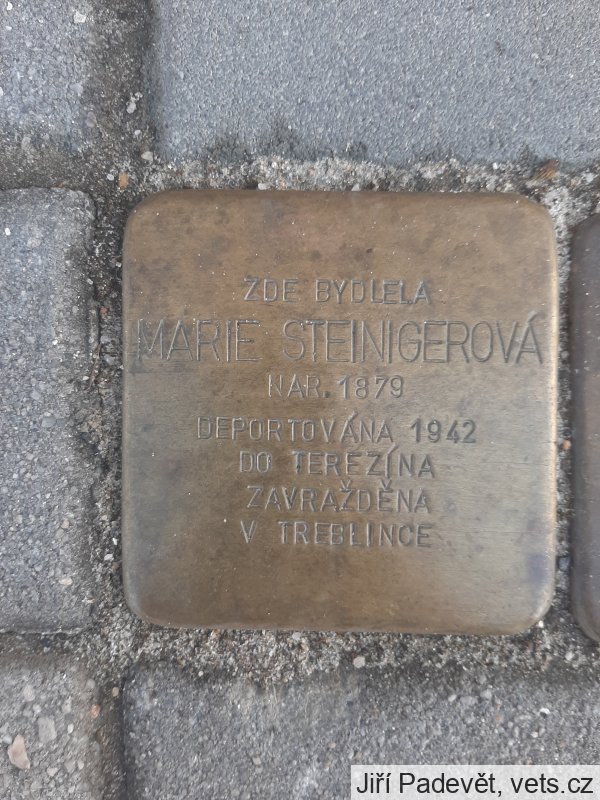 ZDE BYDLELA
MARIE STEINIGEROVÁ
NAR. 1879
DEPORTOVÁNA 1942
DO TEREZÍNA
ZAVRAŽDĚNA
V TREBLINCE
Jiří Padevět, vets.cz